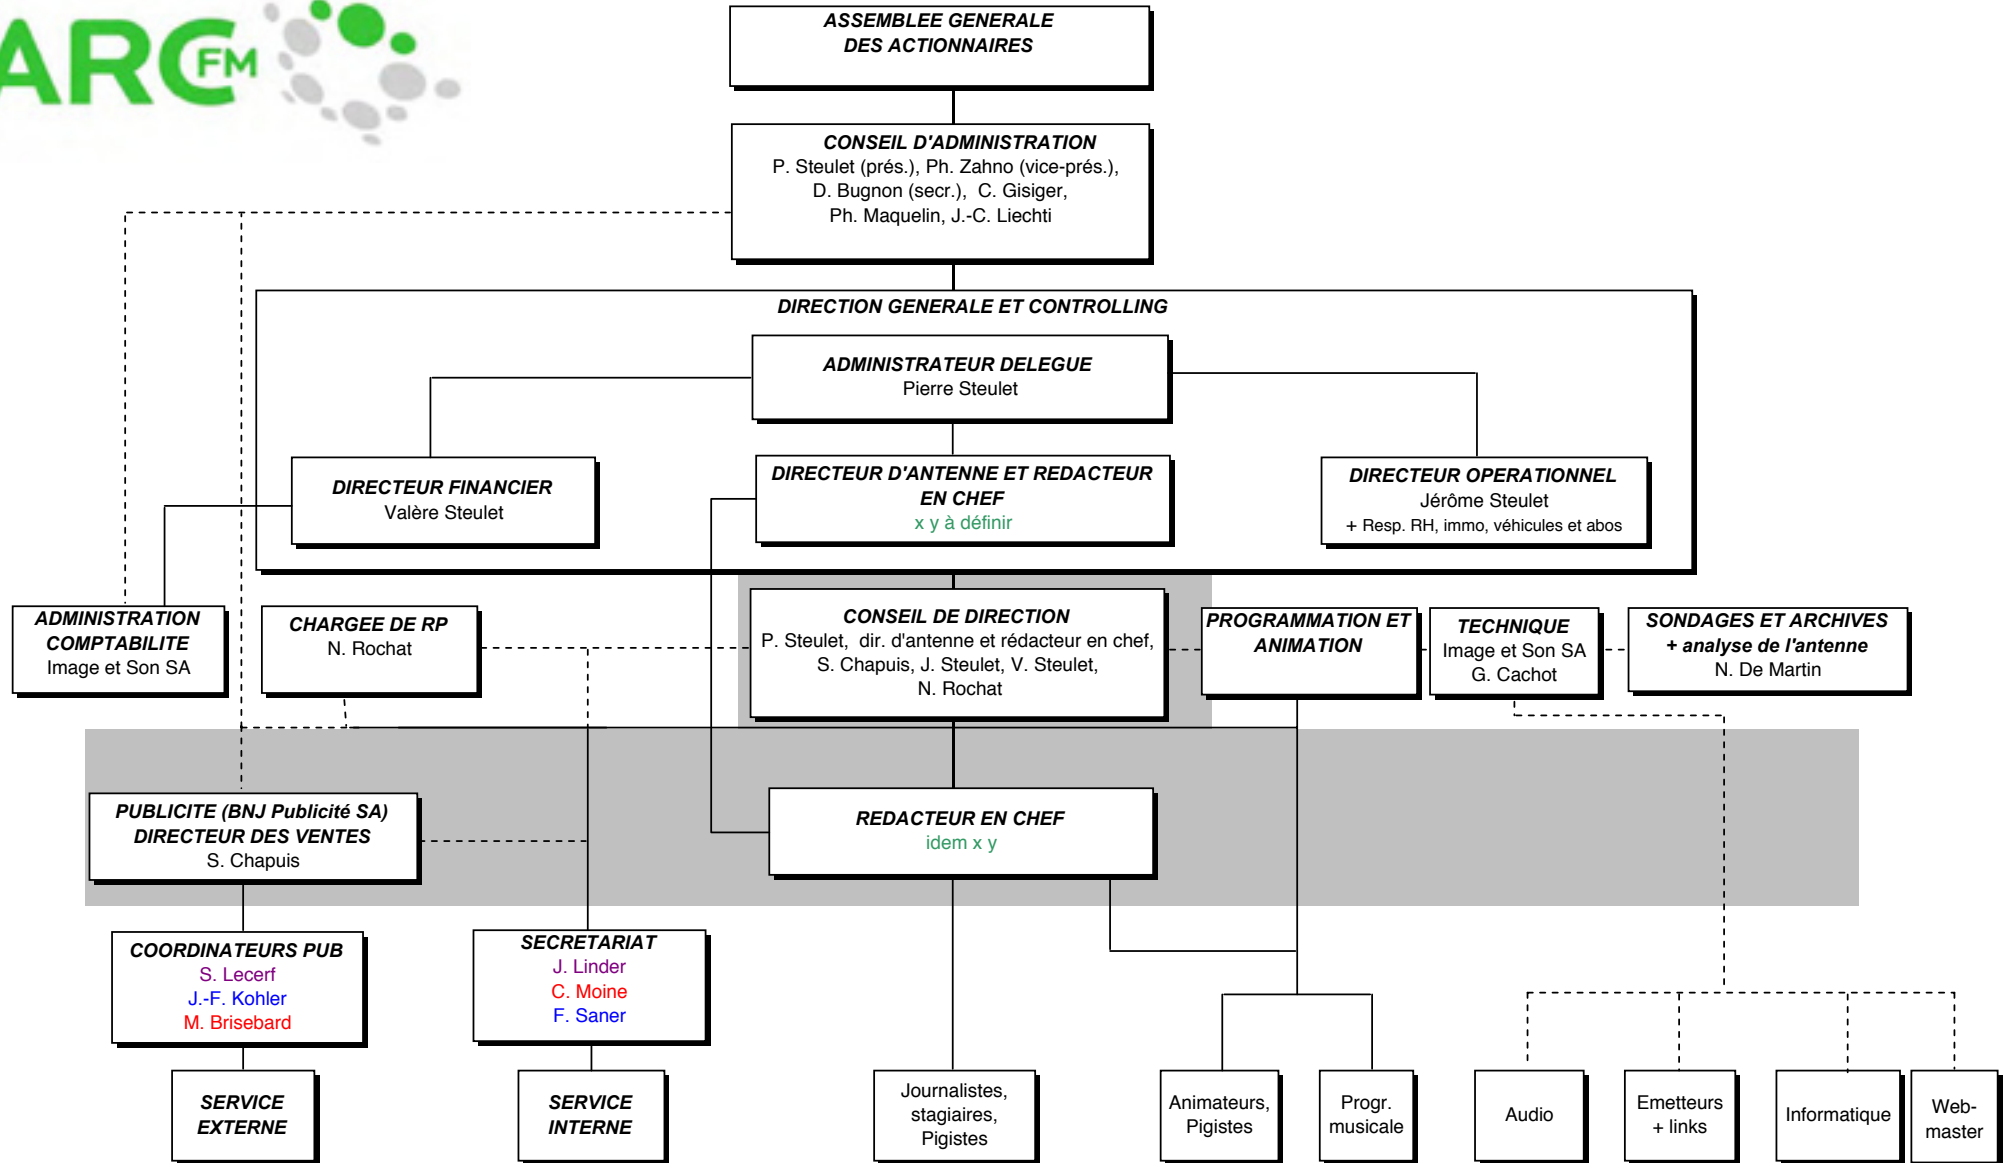 ARC FM
ASSEMBLEE GENERALE
DES ACTIONNAIRES
CONSEIL D'ADMINISTRATION
P. Steulet (prés.), Ph. Zahno (vice-prés.),
D. Bugnon (secr.), C. Gisiger,
Ph. Maquelin, J.-C. Liechti
DIRECTION GENERALE ET CONTROLLING
ADMINISTRATEUR DELEGUE
Pierre Steulet
DIRECTEUR FINANCIER
Valère Steulet
DIRECTEUR D'ANTENNE ET REDACTEUR
EN CHEF
x y à définir
DIRECTEUR OPERATIONNEL
Jérôme Steulet
+ Resp. RH, immo, véhicules et abos
ADMINISTRATION
COMPTABILITE
Image et Son SA
CHARGEE DE RP
N. Rochat
CONSEIL DE DIRECTION
P. Steulet, dir. d'antenne et rédacteur en chef,
S. Chapuis, J. Steulet, V. Steulet,
N. Rochat
PROGRAMMATION ET
ANIMATION
TECHNIQUE
Image et Son SA
G. Cachot
SONDAGES ET ARCHIVES
+ analyse de l'antenne
N. De Martin
PUBLICITE (BNJ Publicité SA)
DIRECTEUR DES VENTES
S. Chapuis
REDACTEUR EN CHEF
idem x y
COORDINATEURS PUB
S. Lecerf
J.-F. Kohler
M. Brisebard
SECRETARIAT
J. Linder
C. Moine
F. Saner
SERVICE
EXTERNE
SERVICE
INTERNE
Journalistes,
stagiaires,
Pigistes
Animateurs,
Pigistes
Progr.
musicale
Audio
Emetteurs
+ links
Informatique
Web-
master